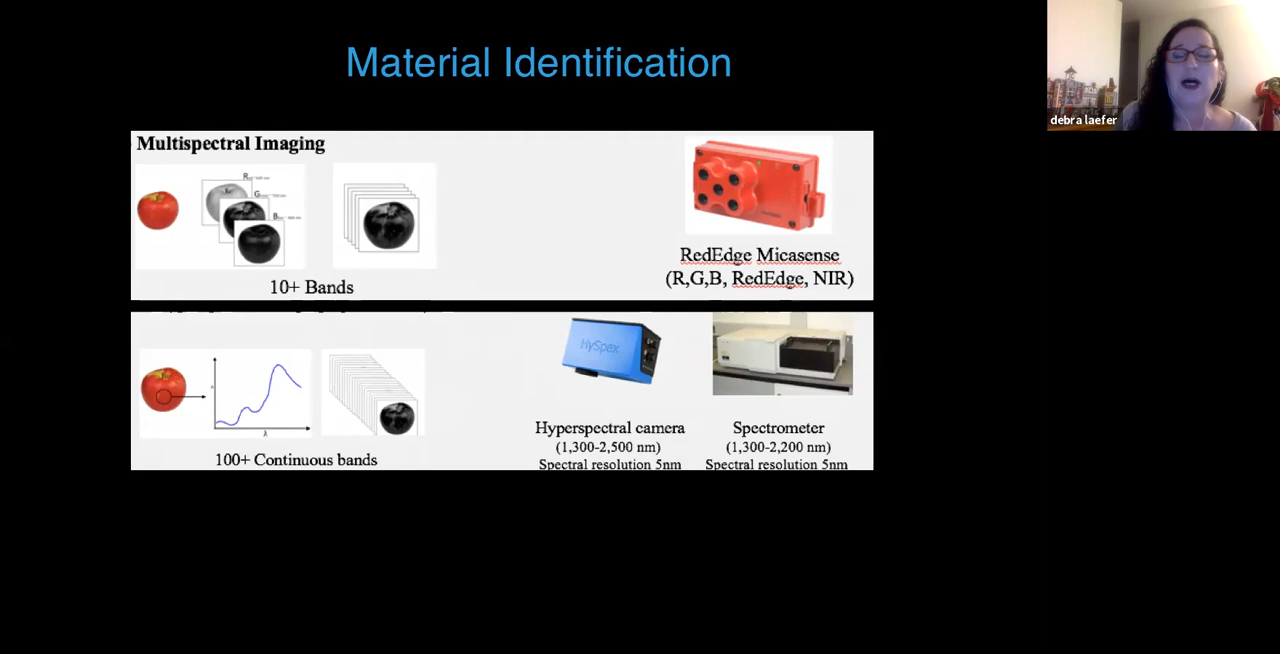 Material Identification
debra laefer
Multispectral Imaging
R
G
B
10+ Bands
RedEdge Micasense
(R,G,B, RedEdge, NIR)
HySpex
λ
100+ Continuous bands
Hyperspectral camera
(1,300-2,500 nm)
Spectral resolution 5nm
Spectrometer
(1,300-2,200 nm)
Spectral resolution 5nm